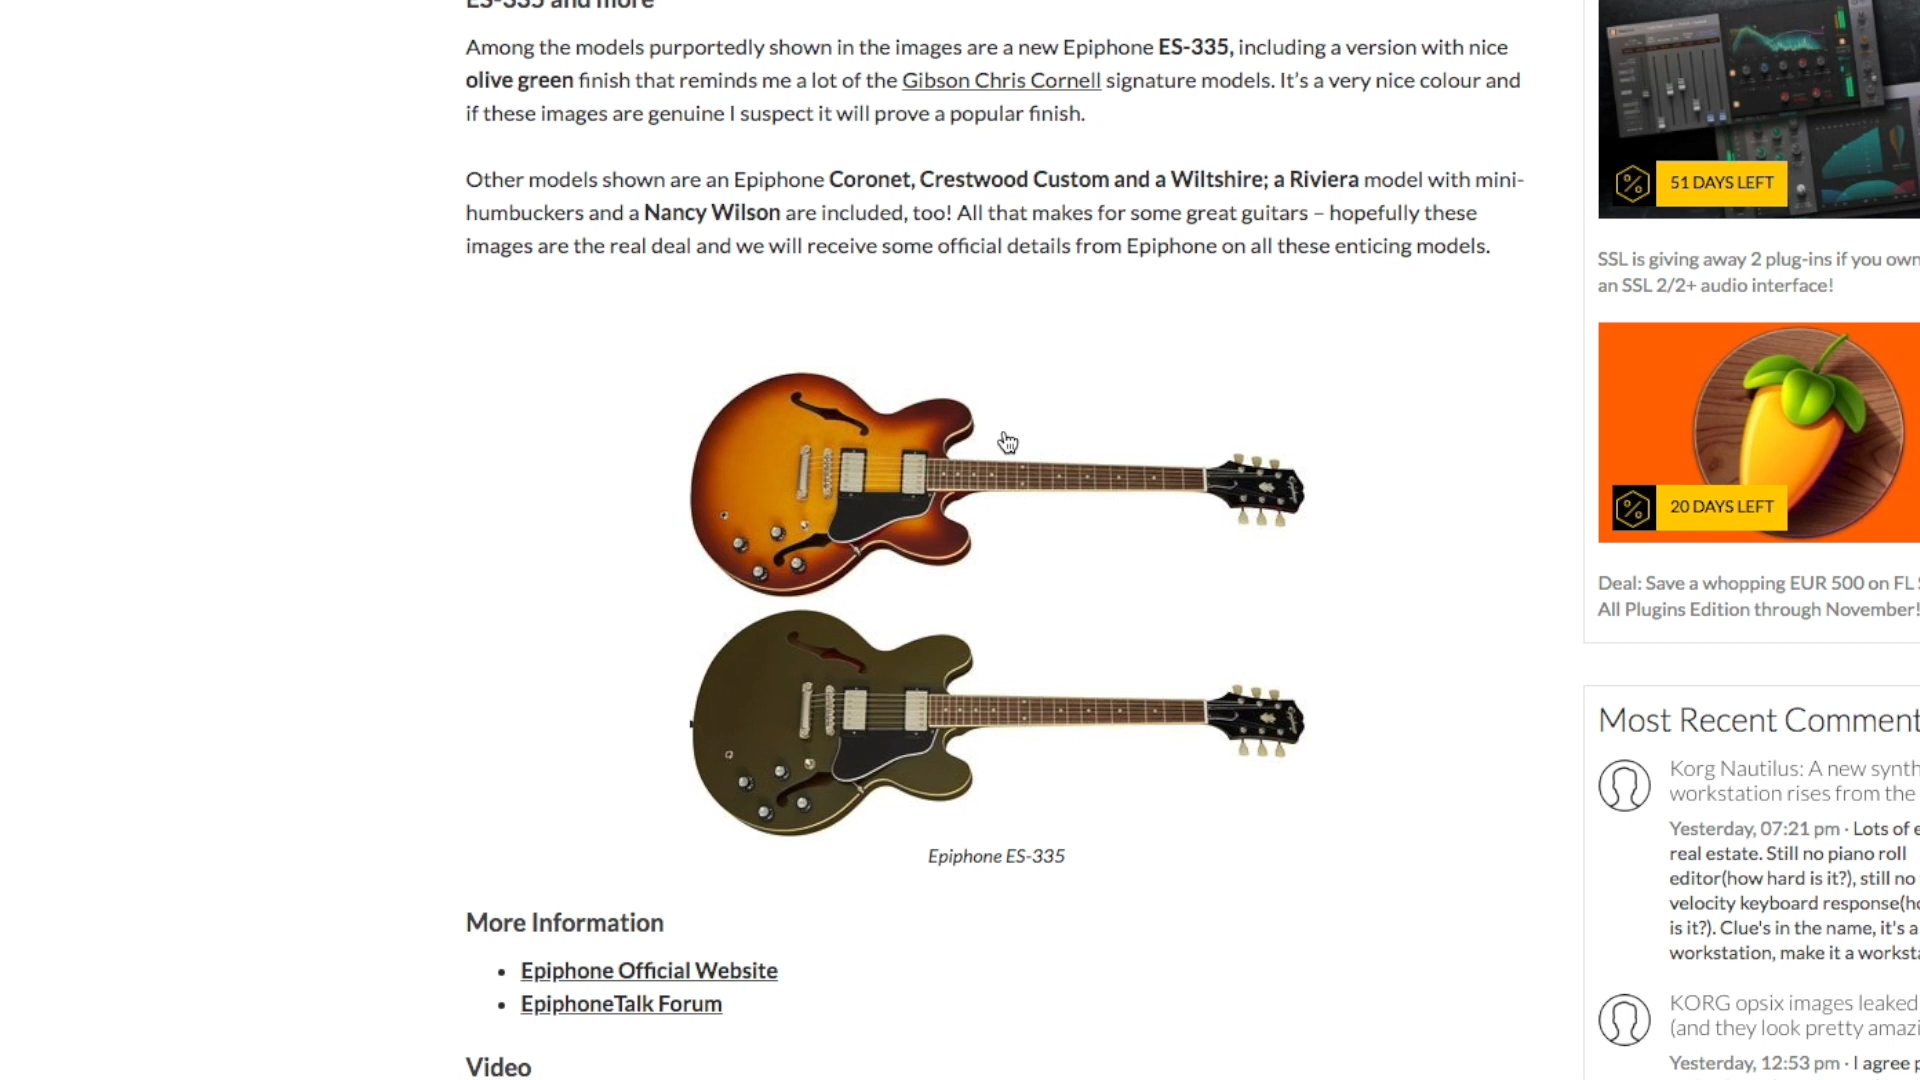 ES-335 and more
Among the models purportedly shown in the images are a new Epiphone ES-335, including a version with nice
olive green finish that reminds me a lot of the Gibson Chris Cornell signature models. It's a very nice colour and
if these images are genuine I suspect it will prove a popular finish.
Other models shown are an Epiphone Coronet, Crestwood Custom and a Wiltshire; a Riviera model with mini-
humbuckers and a Nancy Wilson are included, too! All that makes for some great guitars – hopefully these
images are the real deal and we will receive some official details from Epiphone on all these enticing models.
Epiphone ES-335
More Information
• Epiphone Official Website
• EpiphoneTalk Forum
Video
51 DAYS LEFT
SSL is giving away 2 plug-ins if you own
an SSL 2/2+ audio interface!
20 DAYS LEFT
Deal: Save a whopping EUR 500 on FL
All Plugins Edition through November!
Most Recent Comment
Korg Nautilus: A new synth
workstation rises from the
Yesterday, 07:21 pm · Lots of
real estate. Still no piano roll
editor(how hard is it?), still no
velocity keyboard response(
is it?). Clue's in the name, it's a
workstation, make it a
KORG opsix images leaked
(and they look pretty
Yesterday, 12:53 pm · I agree